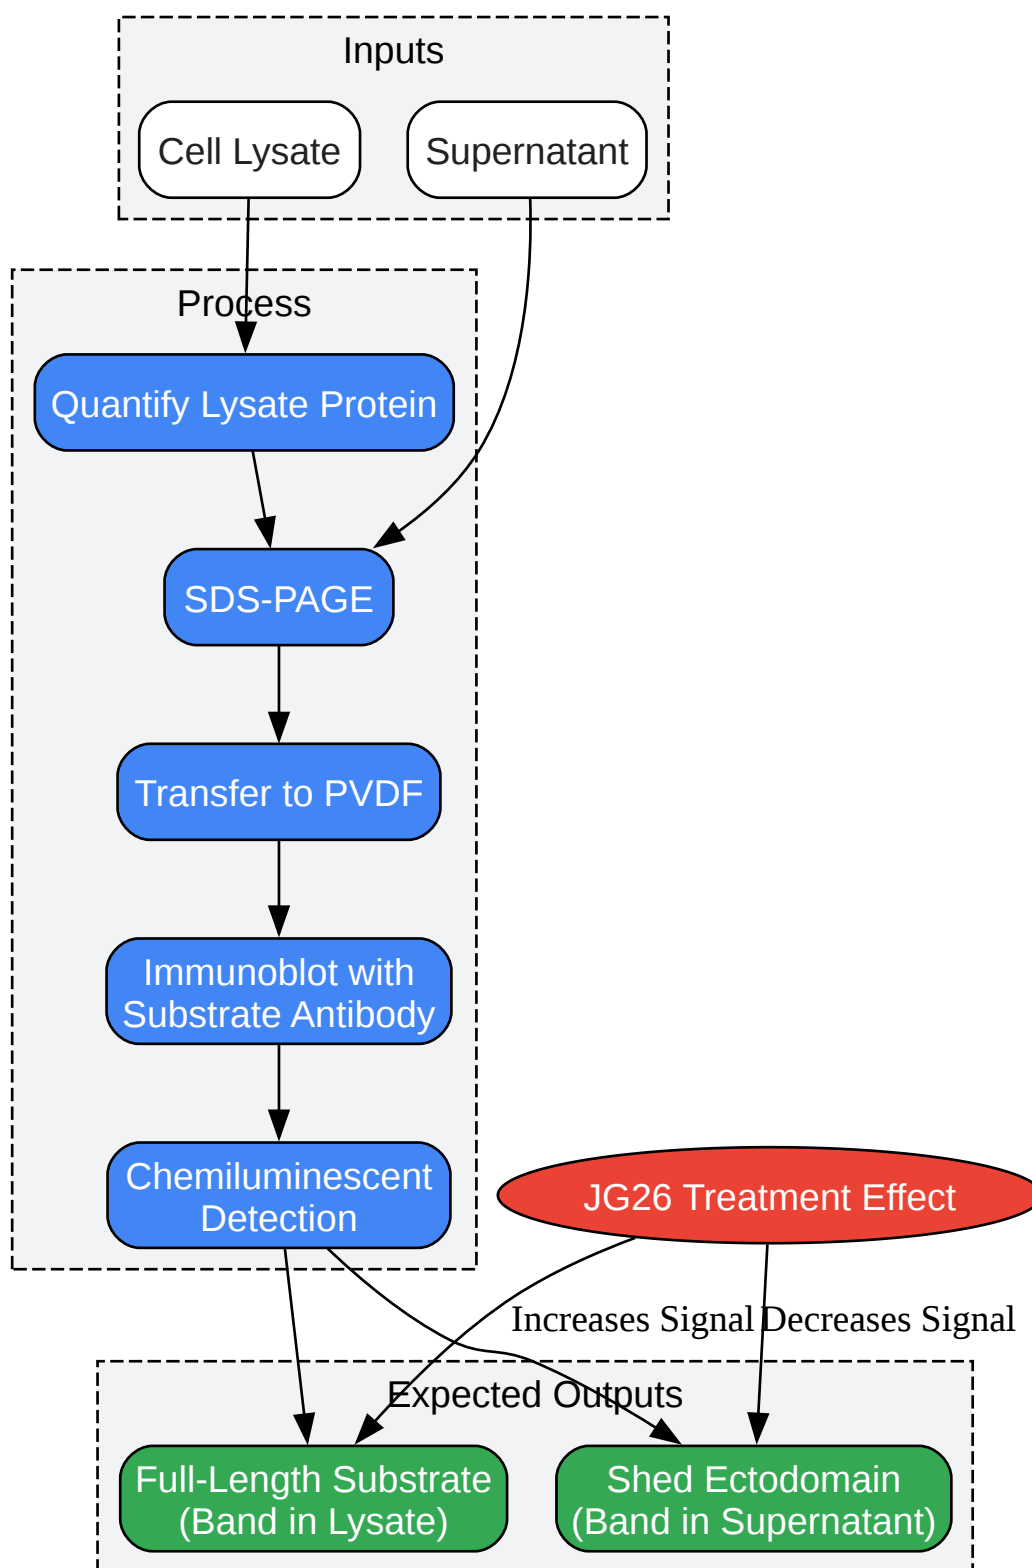 Inputs
Cell Lysate
Supernatant
Process
Quantify Lysate Protein
SDS-PAGE
Transfer to PVDF
Immunoblot with
Substrate Antibody
Chemiluminescent
Detection
JG26 Treatment Effect
Increases Signal
Decreases Signal
Expected Outputs
Full-Length Substrate
(Band in Lysate)
Shed Ectodomain
(Band in Supernatant)